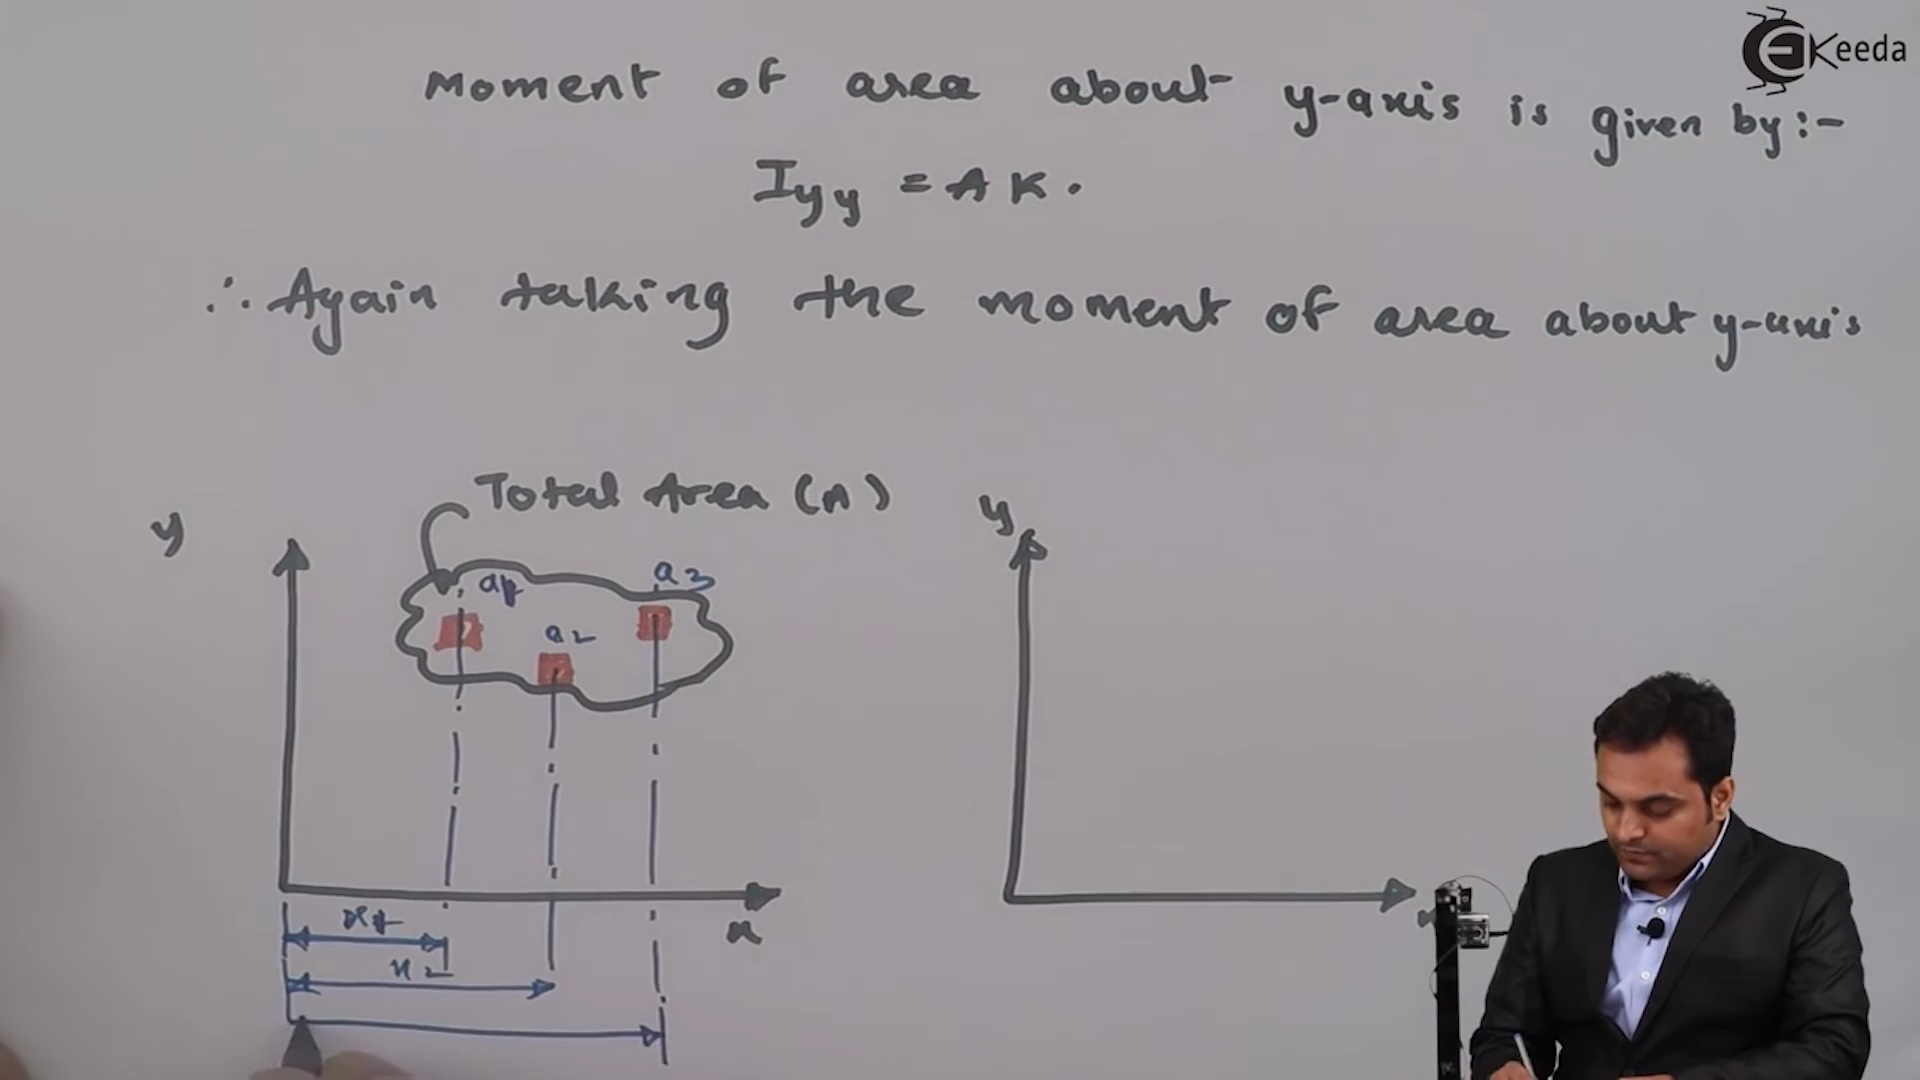 Keeda
Moment of area about y-axis is given by:-
Iyy = AK.
∴ Again taking the moment of area about y-axis
Total Area (A)
y
y
a1
a2
a3
x
x1
x2